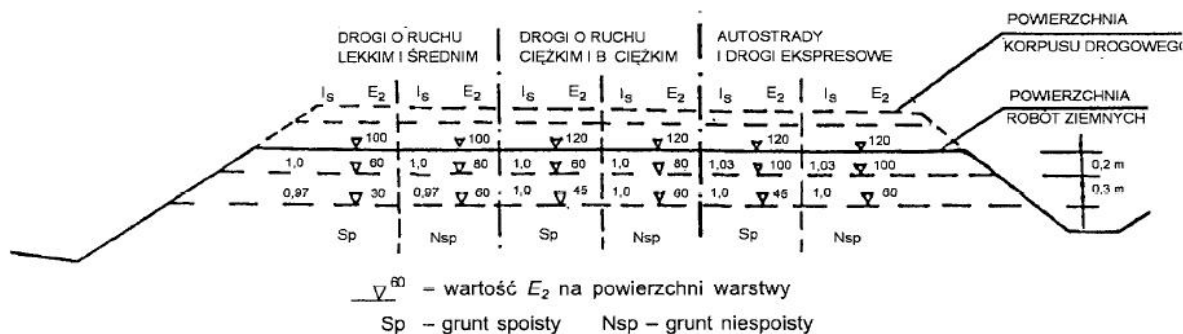 DROGI O RUCHU
LEKKIM I ŚREDNIM
DROGI O RUCHU
CIĘŻKIM I B CIĘŻKIM
AUTOSTRADY
I DROGI EKSPRESOWE
POWIERZCHNIA
KORPUSU DROGOWEGO
POWIERZCHNIA
ROBÓT ZIEMNYCH
IS E2 IS E2 IS E2 IS E2 IS E2 IS E2
100 100 120 120 120 120
1,0 60 1,0 80 1,0 60 1,0 80 1,03 100 1,03 100 0,2 m
0,97 30 0,97 60 1,0 45 1,0 60 1,0 45 1,0 60 0,3 m
Sp Nsp Sp Nsp Sp Nsp
60 – wartość E2 na powierzchni warstwy
Sp – grunt spoisty Nsp – grunt niespoisty